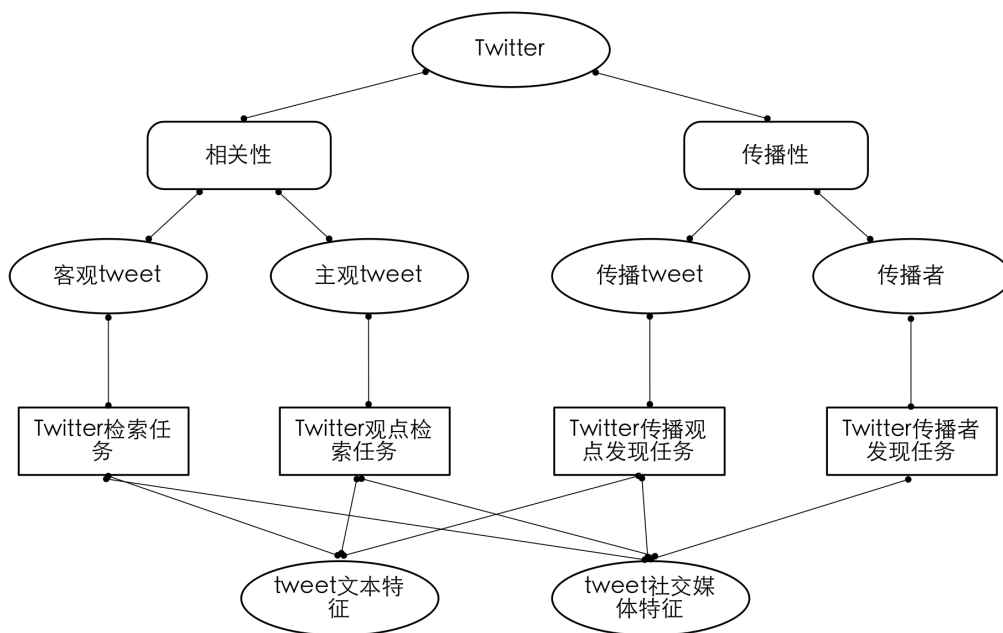 Twitter
相关性
传播性
客观tweet
主观tweet
传播tweet
传播者
Twitter检索任
务
Twitter观点检
索任务
Twitter传播观
点发现任务
Twitter传播者
发现任务
tweet文本特
征
tweet社交媒
体特征